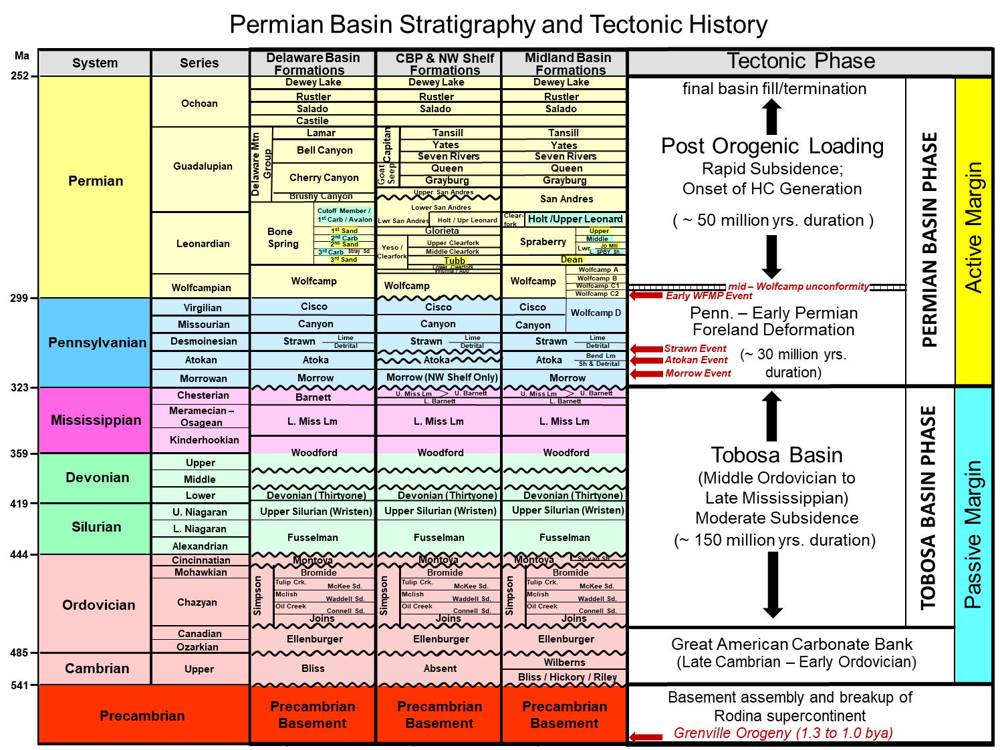 Permian Basin Stratigraphy and Tectonic History
Ma
System
Series
Delaware Basin
Formations
CBP & NW Shelf
Formations
Midland Basin
Formations
Tectonic Phase
252
299
323
359
419
444
485
541
Permian
Pennsylvanian
Mississippian
Devonian
Silurian
Ordovician
Cambrian
Precambrian
Ochoan
Guadalupian
Leonardian
Wolfcampian
Virgilian
Missourian
Desmoinesian
Atokan
Morrowan
Chesterian
Meramecian –
Osagean
Kinderhookian
Upper
Middle
Lower
U. Niagaran
L. Niagaran
Alexandrian
Cincinnatian
Mohawkian
Chazyan
Canadian
Ozarkian
Upper
Dewey Lake
Rustler
Salado
Castile
Delaware Mtn
Group
Lamar
Bell Canyon
Cherry Canyon
Brushy Canyon
Bone
Spring
Cutoff Member /
1st Carb / Avalon
1st Sand
2nd Carb
2nd Sand
3rd Carb
Stray Sd
3rd Sand
Wolfcamp
Cisco
Canyon
Strawn
Lime
Detrital
Atoka
Morrow
Barnett
L. Miss Lm
Woodford
Devonian (Thirtyone)
Upper Silurian (Wristen)
Fusselman
Montoya
Simpson
Bromide
Tulip Crk.
McKee Sd.
Mclish
Waddell Sd.
Oil Creek
Connell Sd.
Joins
Ellenburger
Bliss
Precambrian
Basement
Dewey Lake
Rustler
Salado
Capitan
Goat
Seep
Tansill
Yates
Seven Rivers
Queen
Grayburg
Upper San Andres
Lower San Andres
Lwr San Andres
Holt / Upr Leonard
Glorieta
Yeso /
Clearfork
Upper Clearfork
Middle Clearfork
Tubb
Lower Clearfork
Wichita / Abo
Wolfcamp
Cisco
Canyon
Strawn
Lime
Detrital
Atoka
Morrow (NW Shelf Only)
U. Miss Lm
U. Barnett
L. Barnett
L. Miss Lm
Woodford
Devonian (Thirtyone)
Upper Silurian (Wristen)
Fusselman
Montoya
Simpson
Bromide
Tulip Crk.
McKee Sd.
Mclish
Waddell Sd.
Oil Creek
Connell Sd.
Joins
Ellenburger
Absent
Precambrian
Basement
Dewey Lake
Rustler
Salado
Tansill
Yates
Seven Rivers
Queen
Grayburg
San Andres
Clear-
fork
Holt /Upper Leonard
Spraberry
Upper
Middle
Lwr
Jo Mill
L. SPBY Sh
Dean
Wolfcamp
Wolfcamp A
Wolfcamp B
Wolfcamp C1
Wolfcamp C2
Cisco
Canyon
Wolfcamp D
Strawn
Lime
Detrital
Atoka
Bend Lm
Sh & Detrital
Morrow
U. Miss Lm
U. Barnett
L. Barnett
L. Miss Lm
Woodford
Devonian (Thirtyone)
Upper Silurian (Wristen)
Fusselman
Montoya
Sylvan Sh
Simpson
Bromide
Tulip Crk.
McKee Sd.
Mclish
Waddell Sd.
Oil Creek
Connell Sd.
Joins
Ellenburger
Wilberns
Bliss / Hickory / Riley
Precambrian
Basement
final basin fill/termination
Post Orogenic Loading
Rapid Subsidence;
Onset of HC Generation
( ~ 50 million yrs. duration )
mid – Wolfcamp unconformity
Early WFMP Event
Penn. – Early Permian
Foreland Deformation
Strawn Event
Atokan Event
Morrow Event
(~ 30 million yrs.
duration)
Tobosa Basin
(Middle Ordovician to
Late Mississippian)
Moderate Subsidence
(~ 150 million yrs. duration)
Great American Carbonate Bank
(Late Cambrian – Early Ordovician)
Basement assembly and breakup of
Rodina supercontinent
Grenville Orogeny (1.3 to 1.0 bya)
PERMIAN BASIN PHASE
TOBOSA BASIN PHASE
Active Margin
Passive Margin